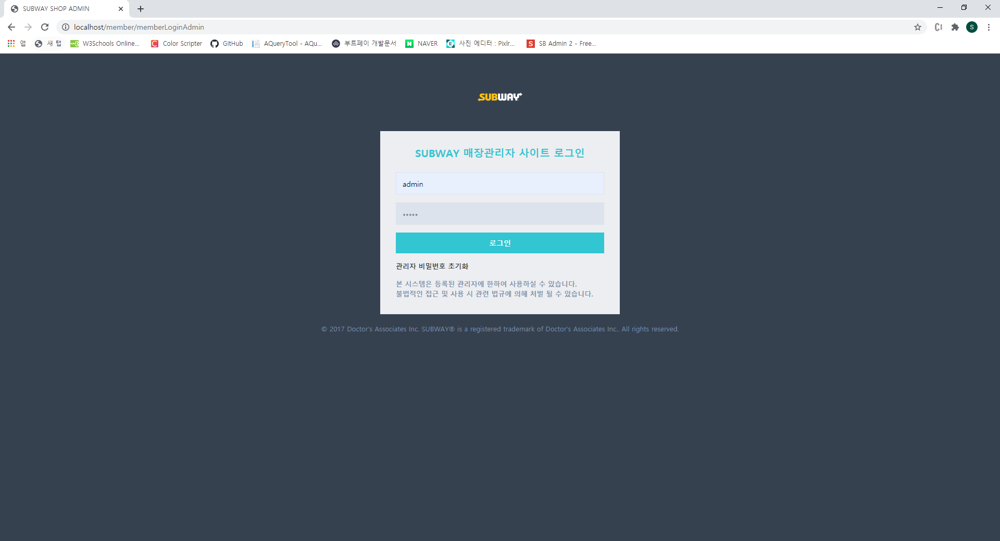 SUBWAY SHOP ADMIN
localhost/member/memberLoginAdmin
S
앱 새 탭 W3Schools Online... Color Scripter GitHub AQueryTool - AQu... 부트페이 개발문서 NAVER 사진 에디터 : Pixlr... SB Admin 2 - Free...
SUBWAY
SUBWAY 매장관리자 사이트 로그인
admin
•••••
로그인
관리자 비밀번호 초기화
본 시스템은 등록된 관리자에 한하여 사용하실 수 있습니다.
불법적인 접근 및 사용 시 관련 법규에 의해 처벌 될 수 있습니다.
© 2017 Doctor's Associates Inc. SUBWAY® is a registered trademark of Doctor's Associates Inc.. All rights reserved.